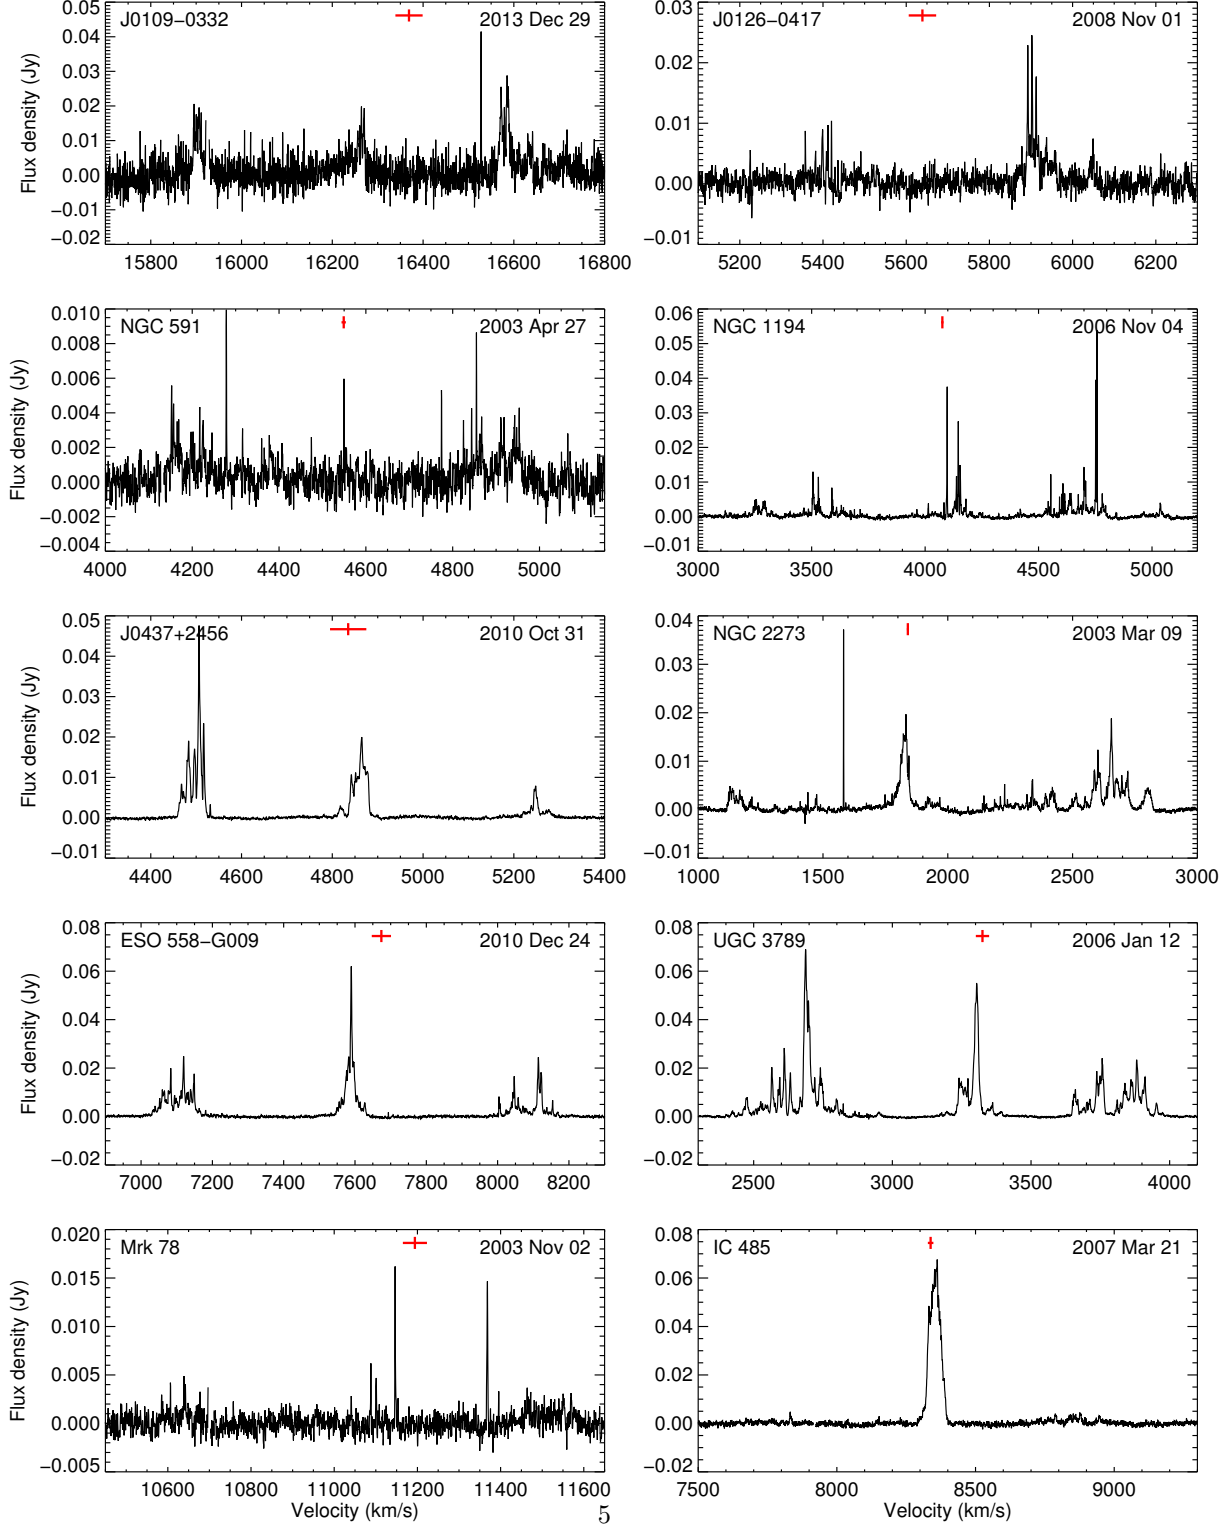 J0109−0332 2013 Dec 29
J0126−0417 2008 Nov 01
0.05
0.04
0.03
0.02
0.01
0.00
−0.01
−0.02
Flux density (Jy)
15800 16000 16200 16400 16600 16800
0.03
0.02
0.01
0.00
−0.01
5200 5400 5600 5800 6000 6200
NGC 591 2003 Apr 27
NGC 1194 2006 Nov 04
0.010
0.008
0.006
0.004
0.002
0.000
−0.002
−0.004
Flux density (Jy)
4000 4200 4400 4600 4800 5000
0.06
0.05
0.04
0.03
0.02
0.01
0.00
−0.01
3000 3500 4000 4500 5000
J0437+2456 2010 Oct 31
NGC 2273 2003 Mar 09
0.05
0.04
0.03
0.02
0.01
0.00
−0.01
Flux density (Jy)
4400 4600 4800 5000 5200 5400
0.04
0.03
0.02
0.01
0.00
−0.01
1000 1500 2000 2500 3000
ESO 558−G009 2010 Dec 24
UGC 3789 2006 Jan 12
0.08
0.06
0.04
0.02
0.00
−0.02
Flux density (Jy)
7000 7200 7400 7600 7800 8000 8200
0.08
0.06
0.04
0.02
0.00
−0.02
2500 3000 3500 4000
Mrk 78 2003 Nov 02
IC 485 2007 Mar 21
0.020
0.015
0.010
0.005
0.000
−0.005
Flux density (Jy)
10600 10800 11000 11200 11400 11600
Velocity (km/s)
0.08
0.06
0.04
0.02
0.00
−0.02
7500 8000 8500 9000
Velocity (km/s)
5